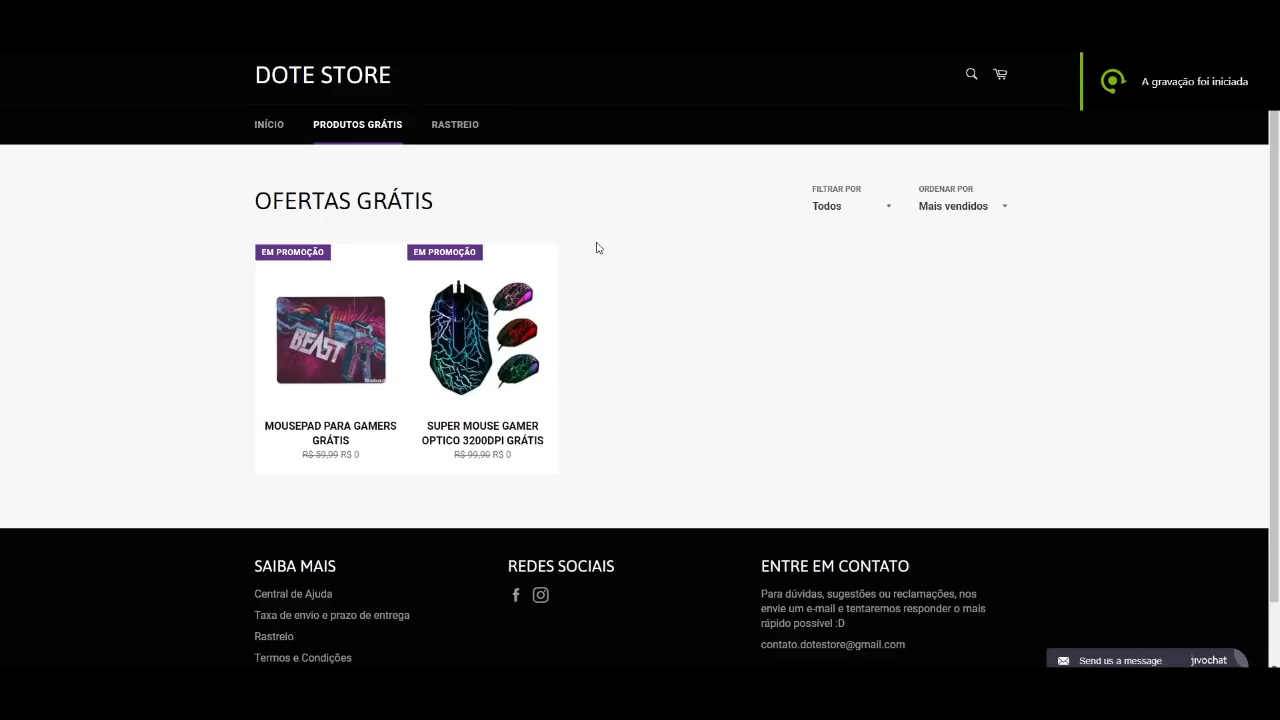 DOTE STORE
A gravação foi iniciada
INÍCIO
PRODUTOS GRÁTIS
RASTREIO
OFERTAS GRÁTIS
FILTRAR POR
Todos
ORDENAR POR
Mais vendidos
EM PROMOÇÃO
EM PROMOÇÃO
BEAST
MOUSEPAD PARA GAMERS
GRÁTIS
R$ 59,99 R$ 0
SUPER MOUSE GAMER
OPTICO 3200DPI GRÁTIS
R$ 99,90 R$ 0
SAIBA MAIS
Central de Ajuda
Taxa de envio e prazo de entrega
Rastreio
Termos e Condições
REDES SOCIAIS
ENTRE EM CONTATO
Para dúvidas, sugestões ou reclamações, nos
envie um e-mail e tentaremos responder o mais
rápido possível :D
contato.dotestore@gmail.com
Send us a message
jivochat